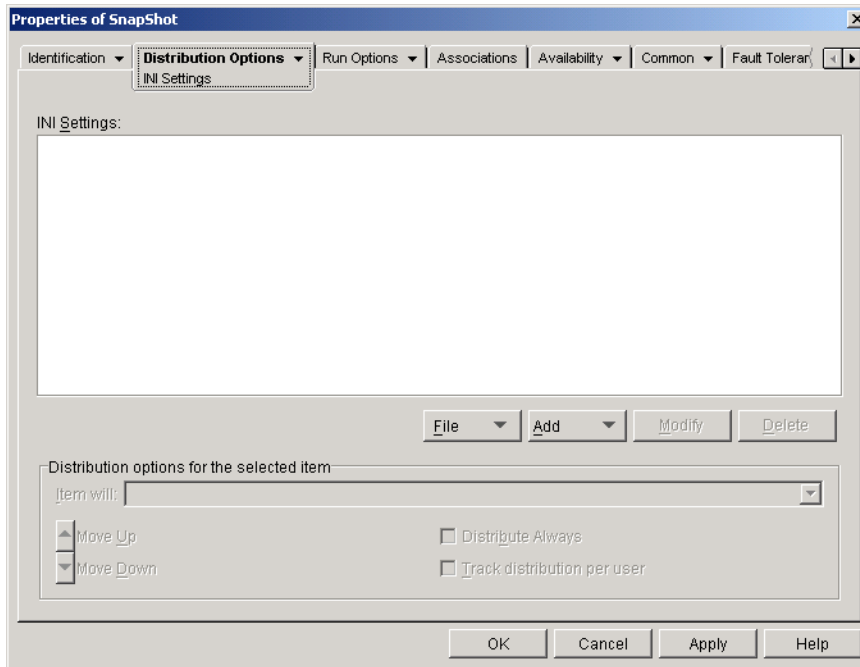 Properties of SnapShot
Identification Distribution Options Run Options Associations Availability Common Fault Toleran
INI Settings
INI Settings:
File Add Modify Delete
Distribution options for the selected item
Item will:
Move Up Distribute Always
Move Down Track distribution per user
OK Cancel Apply Help